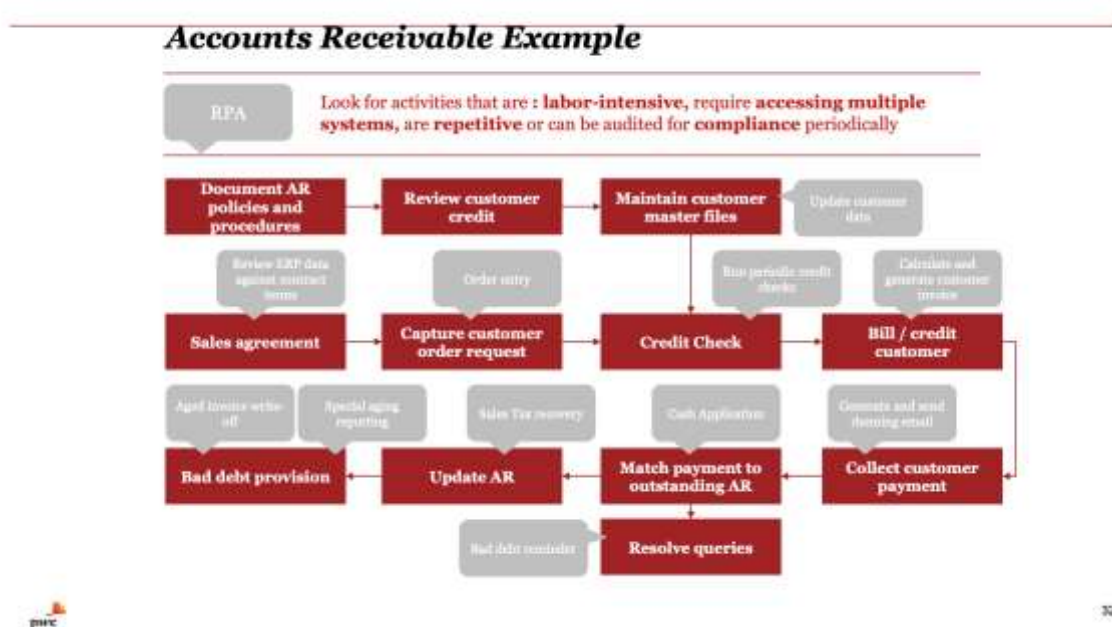 Accounts Receivable Example
RPA
Look for activities that are : labor-intensive, require accessing multiple
systems, are repetitive or can be audited for compliance periodically
Document AR
policies and
procedures
Review customer
credit
Maintain customer
master files
Update customer
data
Review ERP data
against contract
terms
Order entry
Run periodic credit
checks
Calculate and
generate customer
invoice
Sales agreement
Capture customer
order request
Credit Check
Bill / credit
customer
Aged invoice write-
off
Special aging
reporting
Sales Tax recovery
Cash Application
Generate and send
dunning email
Bad debt provision
Update AR
Match payment to
outstanding AR
Collect customer
payment
Bad debt reminder
Resolve queries
pwc